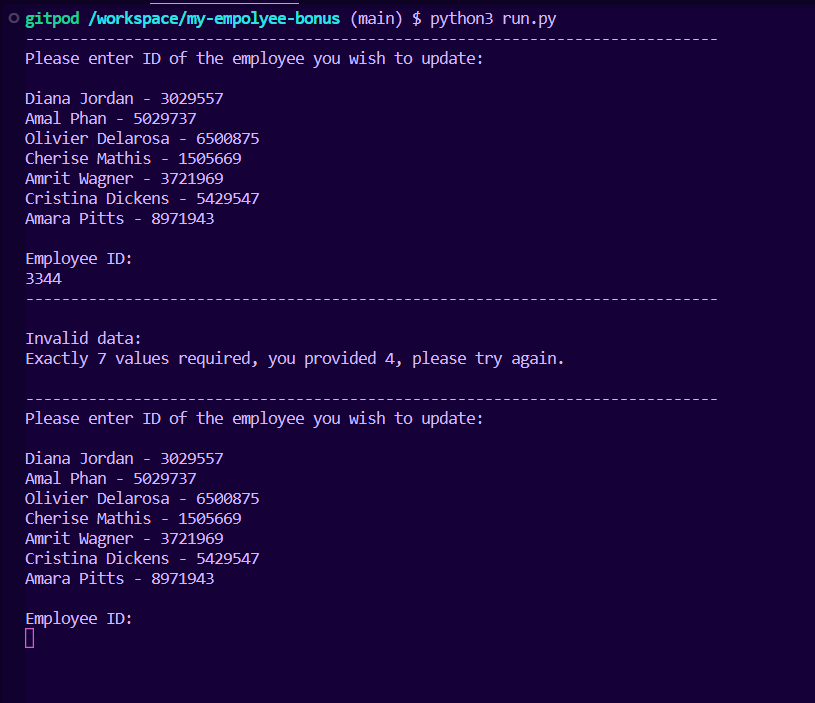 gitpod /workspace/my-empolyee-bonus (main) $ python3 run.py
-----------------------------------------------------------------------------
Please enter ID of the employee you wish to update:
Diana Jordan - 3029557
Amal Phan - 5029737
Olivier Delarosa - 6500875
Cherise Mathis - 1505669
Amrit Wagner - 3721969
Cristina Dickens - 5429547
Amara Pitts - 8971943
Employee ID:
3344
-----------------------------------------------------------------------------
Invalid data:
Exactly 7 values required, you provided 4, please try again.
-----------------------------------------------------------------------------
Please enter ID of the employee you wish to update:
Diana Jordan - 3029557
Amal Phan - 5029737
Olivier Delarosa - 6500875
Cherise Mathis - 1505669
Amrit Wagner - 3721969
Cristina Dickens - 5429547
Amara Pitts - 8971943
Employee ID: